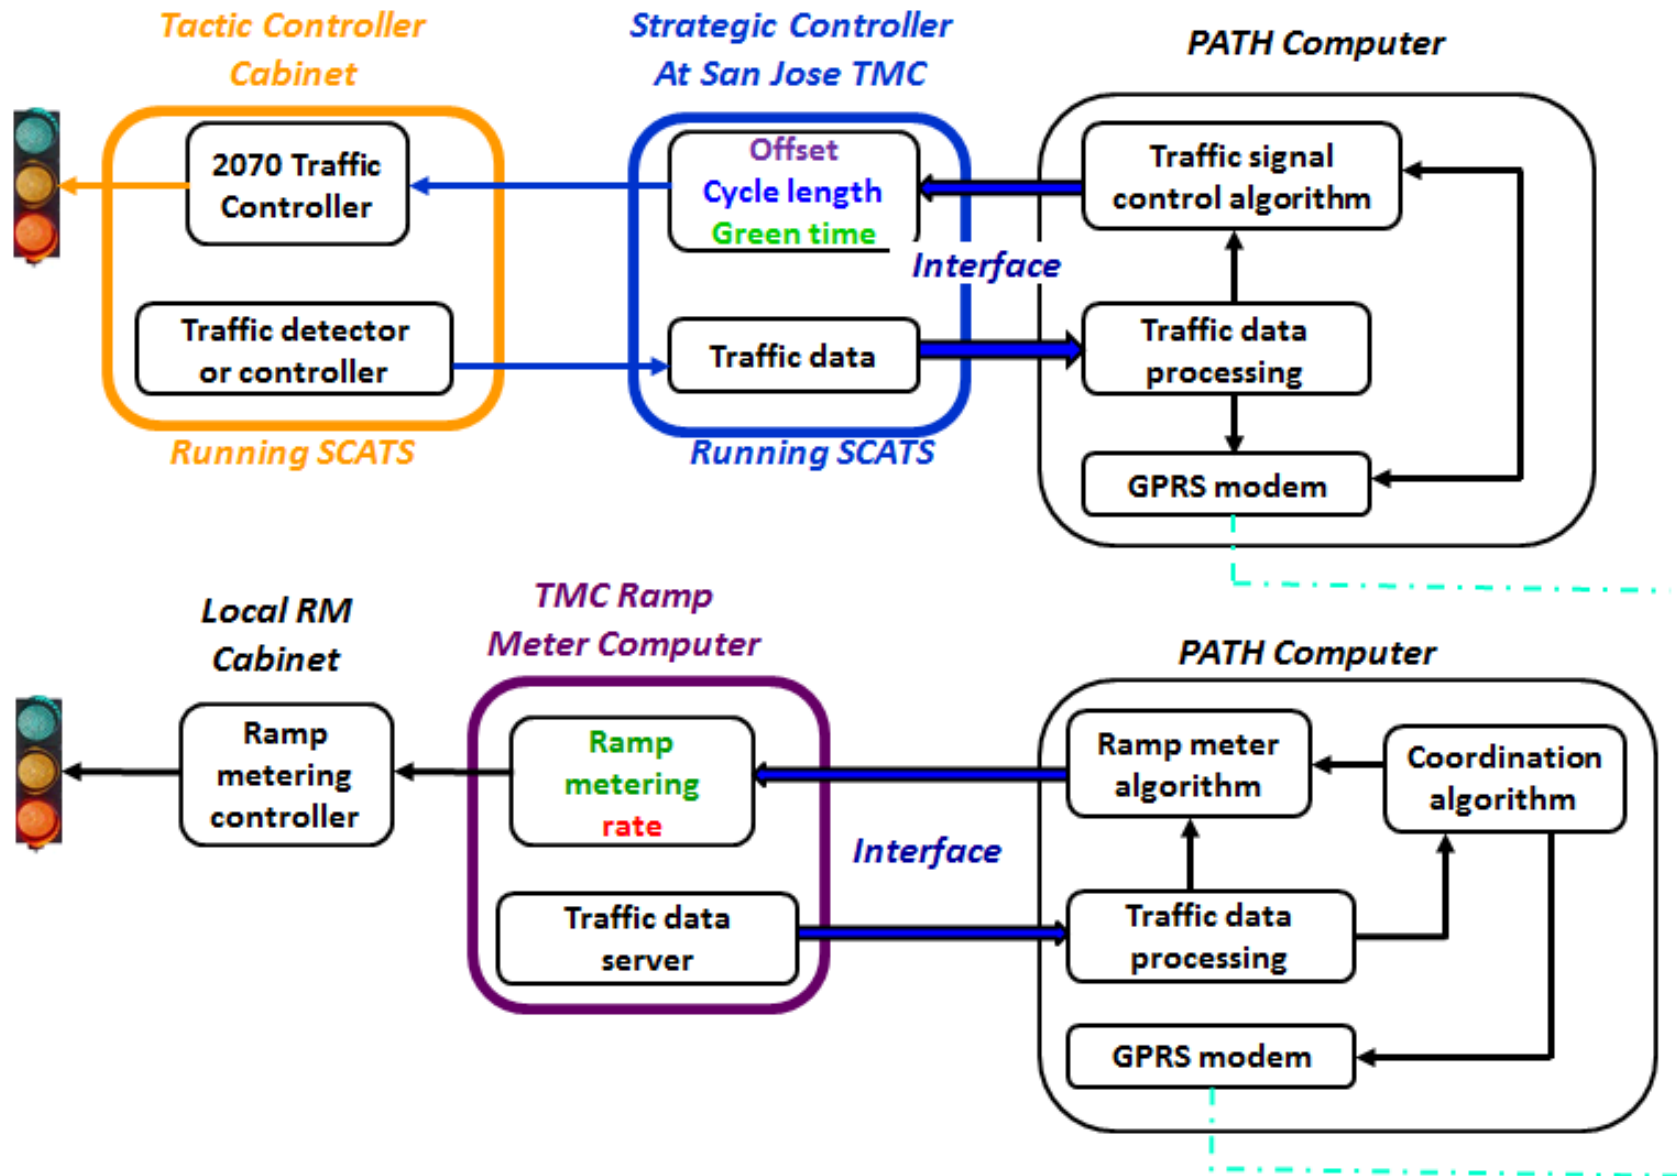 Tactic Controller
Cabinet
Strategic Controller
At San Jose TMC
PATH Computer
2070 Traffic
Controller
Offset
Cycle length
Green time
Traffic signal
control algorithm
Interface
Traffic detector
or controller
Traffic data
Traffic data
processing
Running SCATS
Running SCATS
GPRS modem
Local RM
Cabinet
TMC Ramp
Meter Computer
PATH Computer
Ramp
metering
controller
Ramp
metering
rate
Ramp meter
algorithm
Coordination
algorithm
Interface
Traffic data
server
Traffic data
processing
GPRS modem